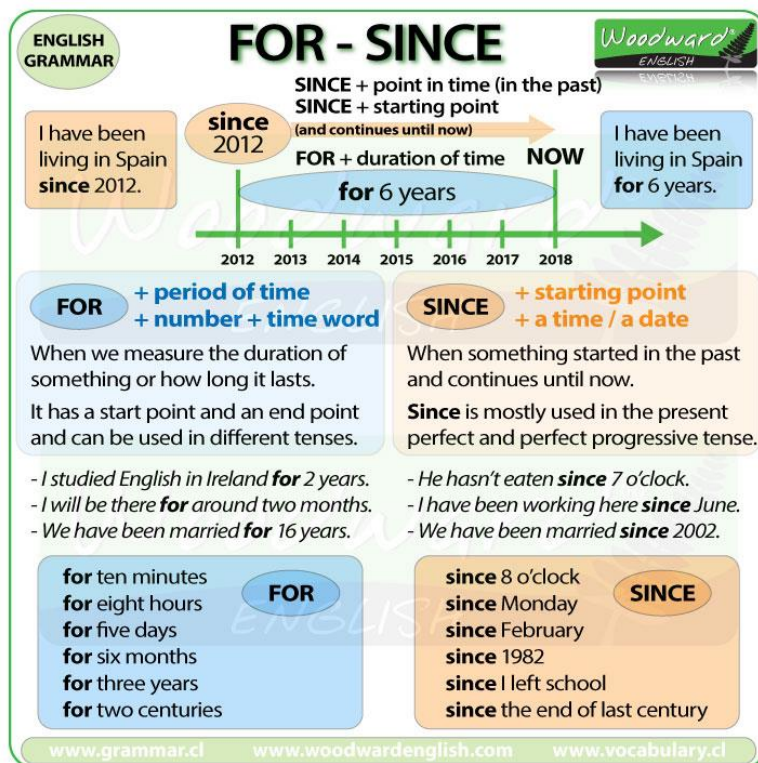 ENGLISH
GRAMMAR
FOR - SINCE
Woodward®
ENGLISH
SINCE + point in time (in the past)
SINCE + starting point
(and continues until now)
I have been
living in Spain
since 2012.
since
2012
FOR + duration of time
NOW
for 6 years
I have been
living in Spain
for 6 years.
2012 2013 2014 2015 2016 2017 2018
FOR
+ period of time
+ number + time word
When we measure the duration of
something or how long it lasts.
It has a start point and an end point
and can be used in different tenses.
- I studied English in Ireland for 2 years.
- I will be there for around two months.
- We have been married for 16 years.
for ten minutes
for eight hours
for five days
for six months
for three years
for two centuries
FOR
SINCE
+ starting point
+ a time / a date
When something started in the past
and continues until now.
Since is mostly used in the present
perfect and perfect progressive tense.
- He hasn't eaten since 7 o'clock.
- I have been working here since June.
- We have been married since 2002.
since 8 o'clock
since Monday
since February
since 1982
since I left school
since the end of last century
SINCE
www.grammar.cl www.woodwardenglish.com www.vocabulary.cl